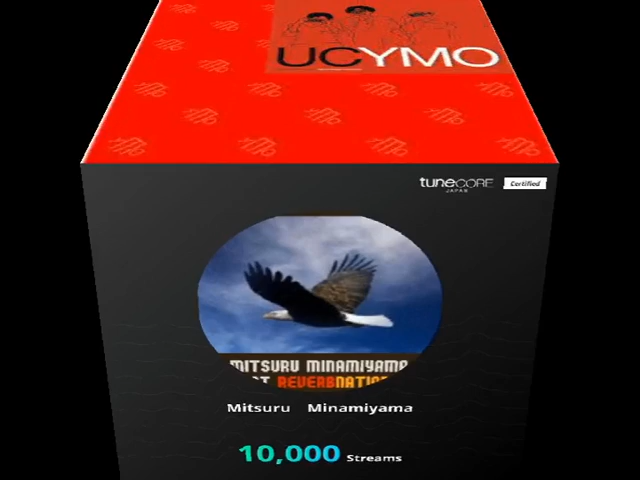 UCYMO
tunecore
JAPAN
Certified
MITSURU MINAMIYAMA
REVERBNATION
Mitsuru Minamiyama
10,000 Streams